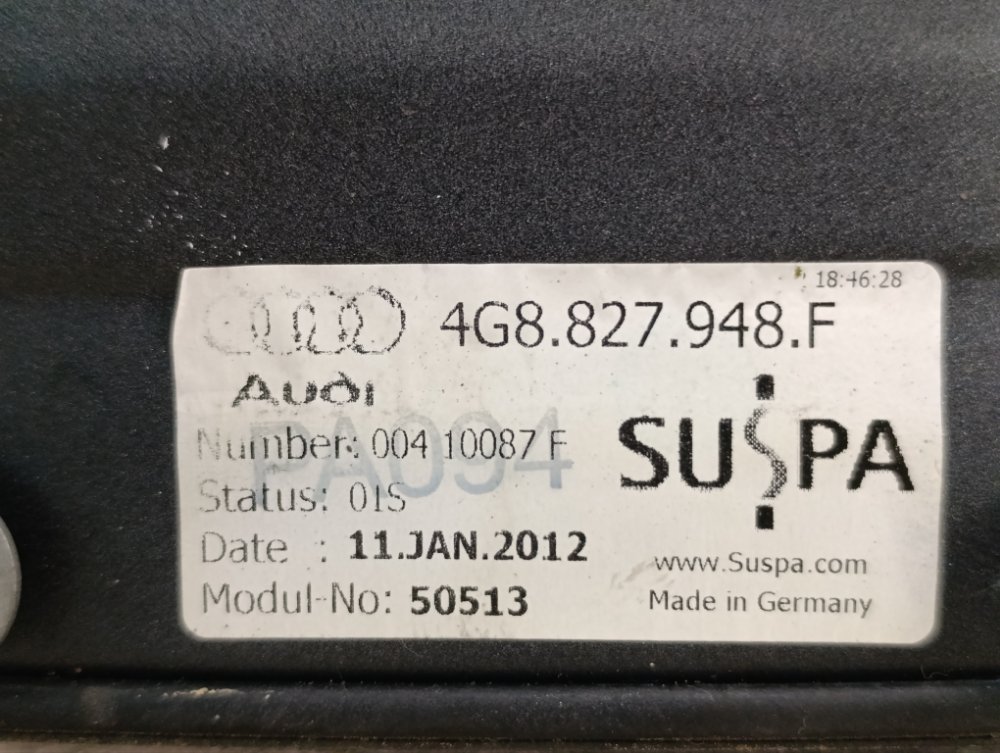 18:46:28
4G8.827.948.F
Audi
PA094
Number: 004 10087 F
SUSPA
Status: 01S
Date : 11.JAN.2012
www.Suspa.com
Modul-No: 50513
Made in Germany